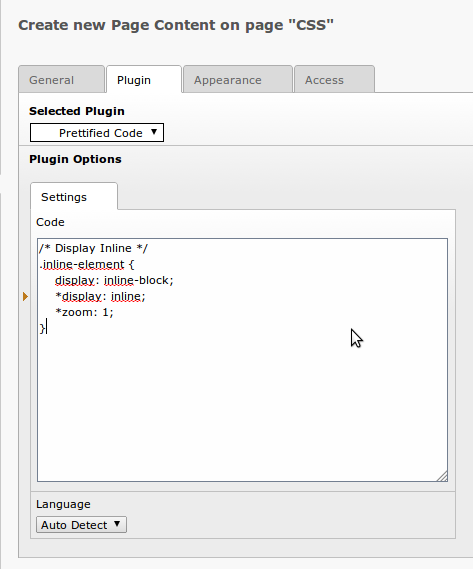 Create new Page Content on page "CSS"
General Plugin Appearance Access
Selected Plugin
Prettified Code
Plugin Options
Settings
Code
/* Display Inline */
.inline-element {
display: inline-block;
*display: inline;
*zoom: 1;
}
Language
Auto Detect